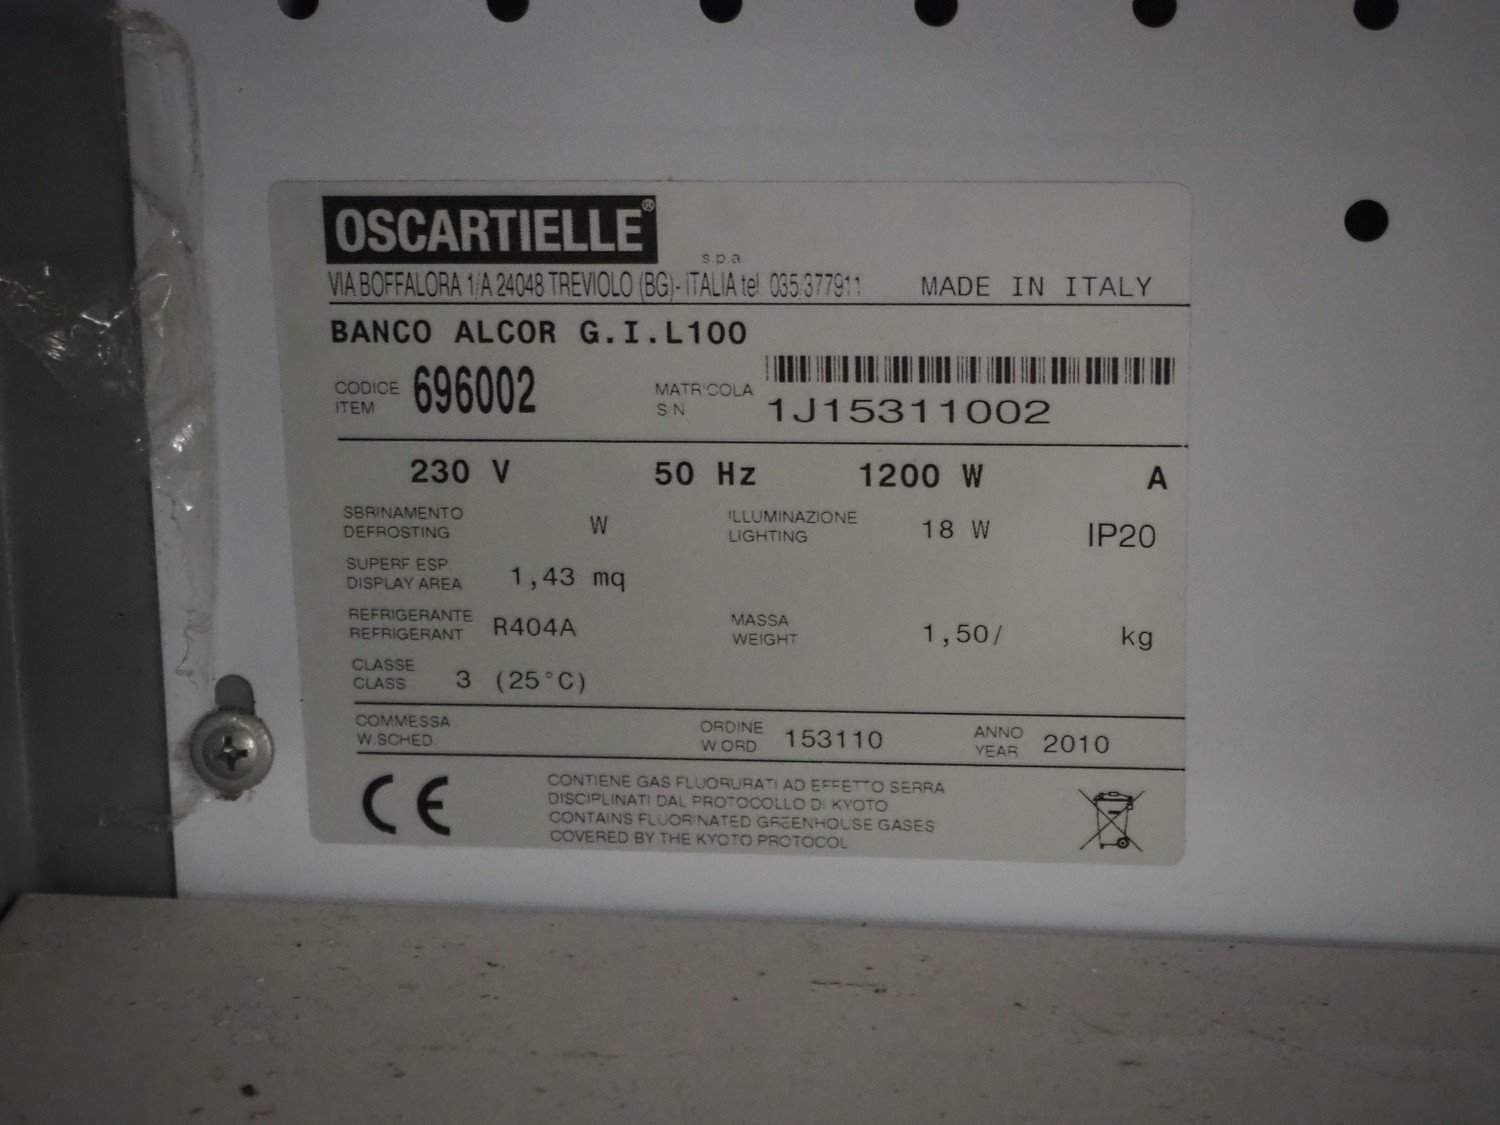 OSCARTIELLE®
spa
VIA BOFFALORA 1/A 24048 TREVIOLO (BG)- ITALIA tel. 035/377911 MADE IN ITALY
BANCO ALCOR G.I.L100
CODICE ITEM 696002 MATRICOLA S N 1J15311002
230 V 50 Hz 1200 W A
SBRINAMENTO DEFROSTING W ILLUMINAZIONE LIGHTING 18 W IP20
SUPERF ESP. DISPLAY AREA 1,43 mq
REFRIGERANTE REFRIGERANT R404A MASSA WEIGHT 1,50/ kg
CLASSE CLASS 3 (25°C)
COMMESSA W.SCHED ORDINE W ORD 153110 ANNO YEAR 2010
CE
CONTIENE GAS FLUORURATI AD EFFETTO SERRA
DISCIPLINATI DAL PROTOCOLLO DI KYOTO
CONTAINS FLUORINATED GREENHOUSE GASES
COVERED BY THE KYOTO PROTOCOL